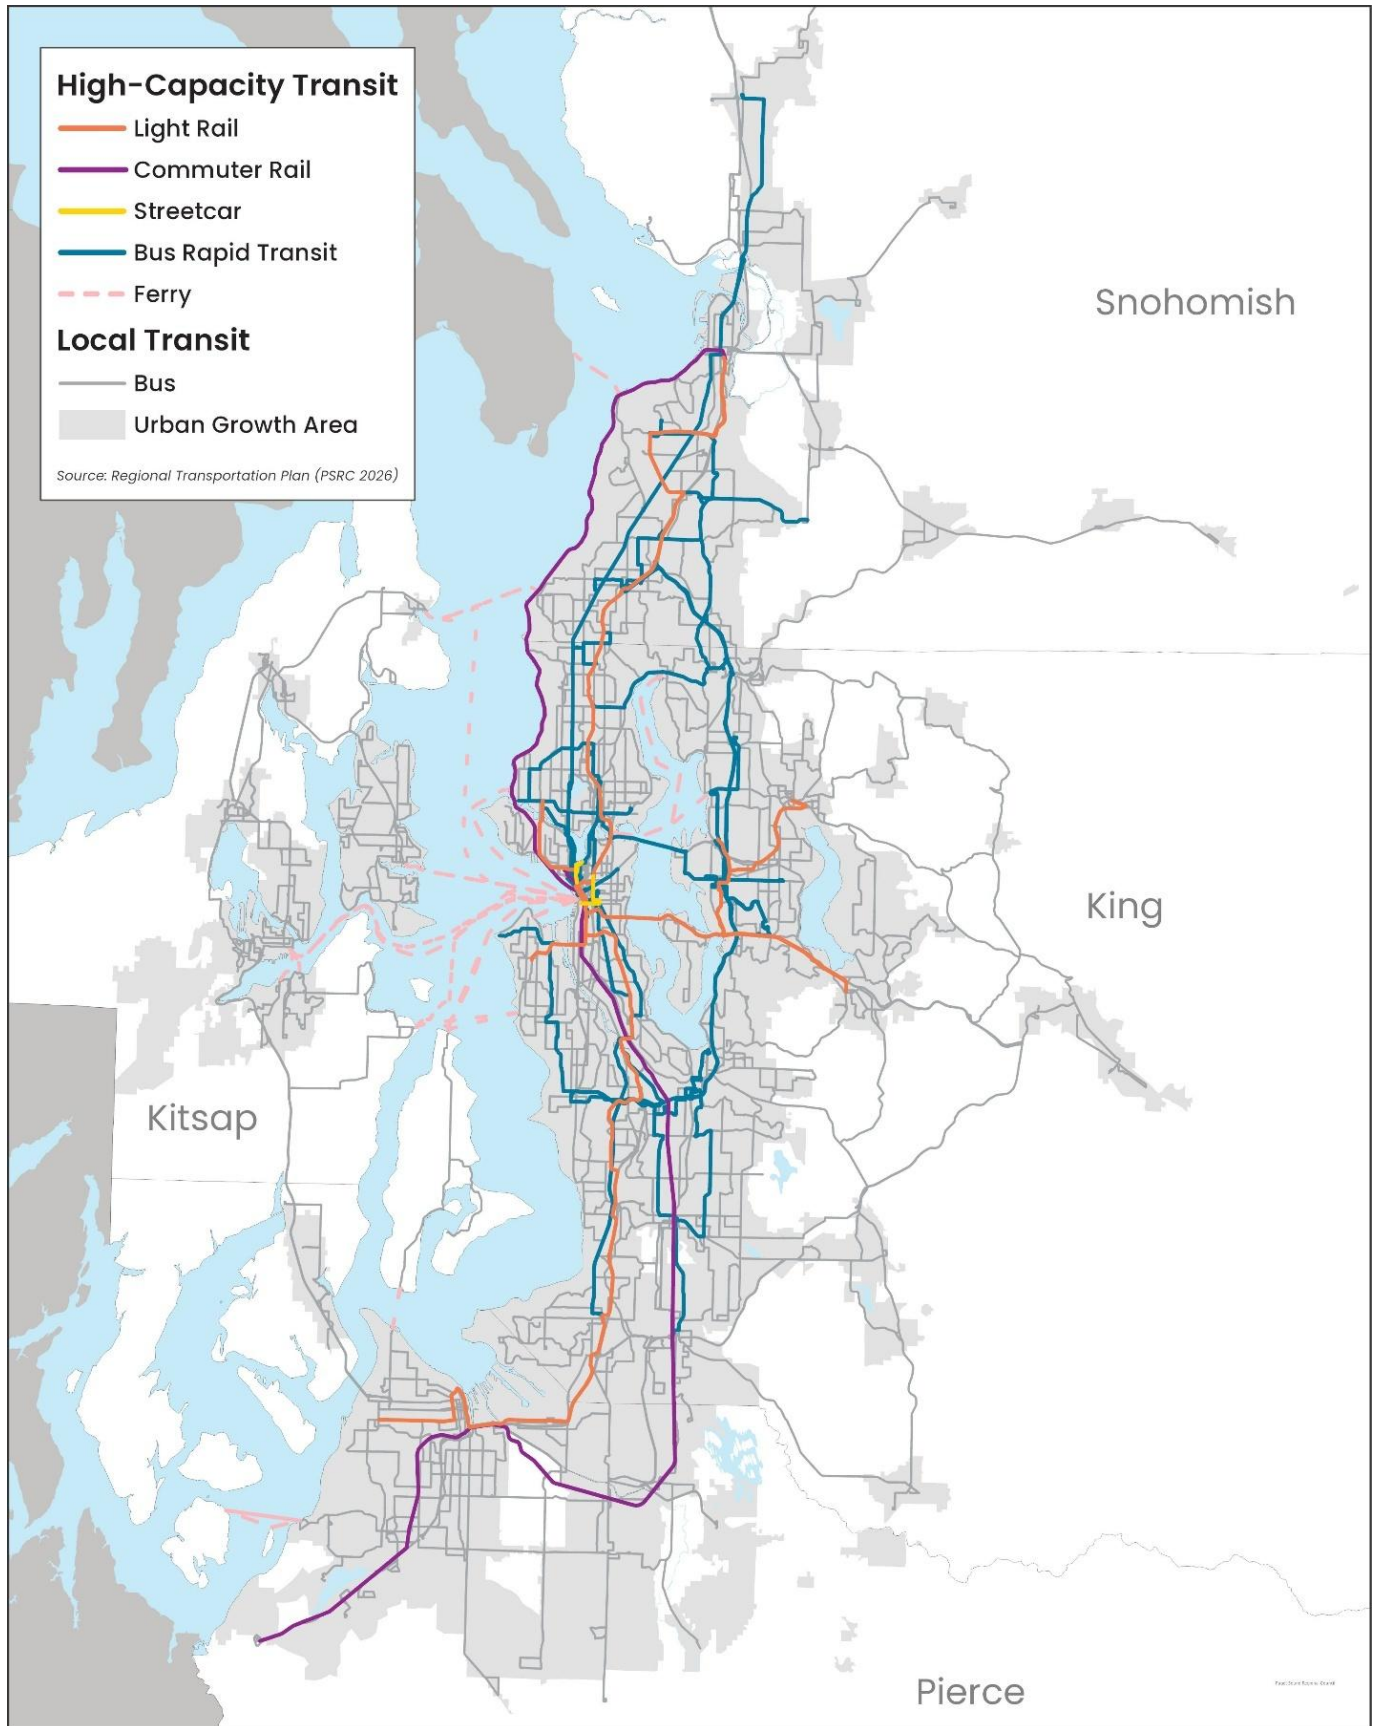 High-Capacity Transit
Light Rail
Commuter Rail
Streetcar
Bus Rapid Transit
Ferry
Local Transit
Bus
Urban Growth Area
Source: Regional Transportation Plan (PSRC 2026)
Snohomish
King
Kitsap
Pierce